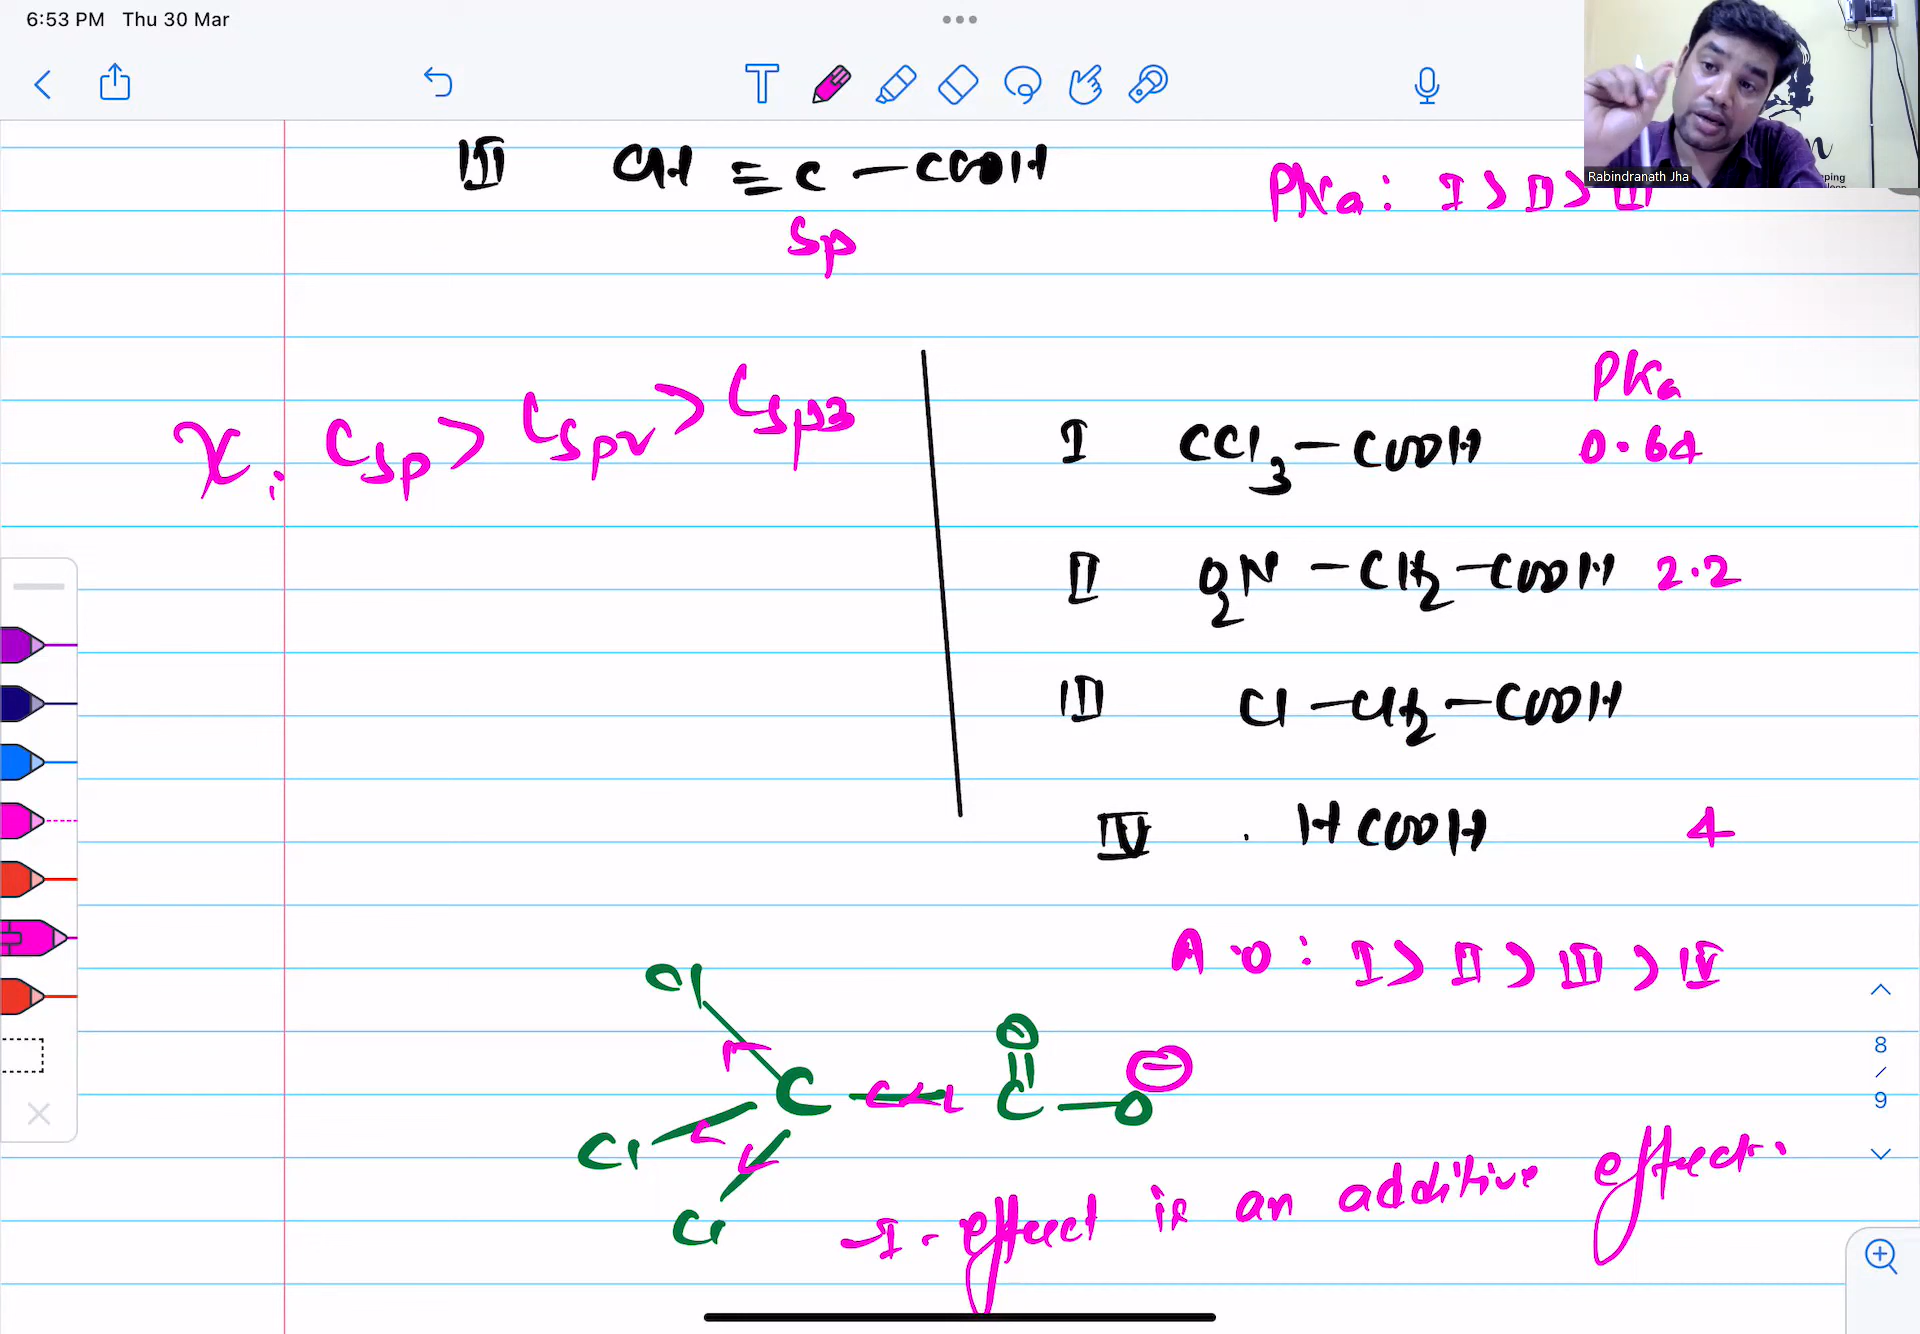 6:53 PM Thu 30 Mar
Rabindranath Jha
III CH ≡ C – COOH
sp
PKa: I > II > III
χ: Csp > Csp2 > Csp3
PKa
I CCl3 – COOH 0.64
II O2N – CH2 – COOH 2.2
III Cl – CH2 – COOH
IV HCOOH 4
A.O: I > II > III > IV
Cl
O ⊖
Cl C C O
Cl
-I - effect is an additive effect.
8
/
9